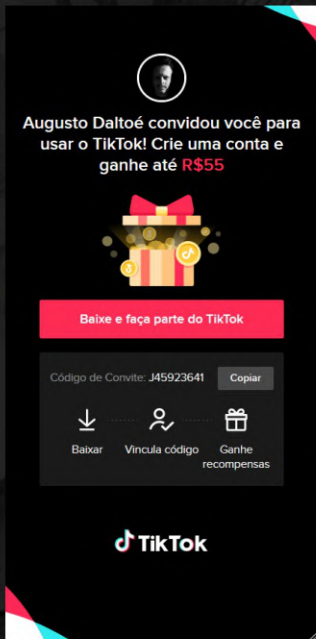 Augusto Daltoé convidou você para
usar o TikTok! Crie uma conta e
ganhe até R$55
Baixe e faça parte do TikTok
Código de Convite: J45923641 Copiar
Baixar Vincula código Ganhe
recompensas
TikTok